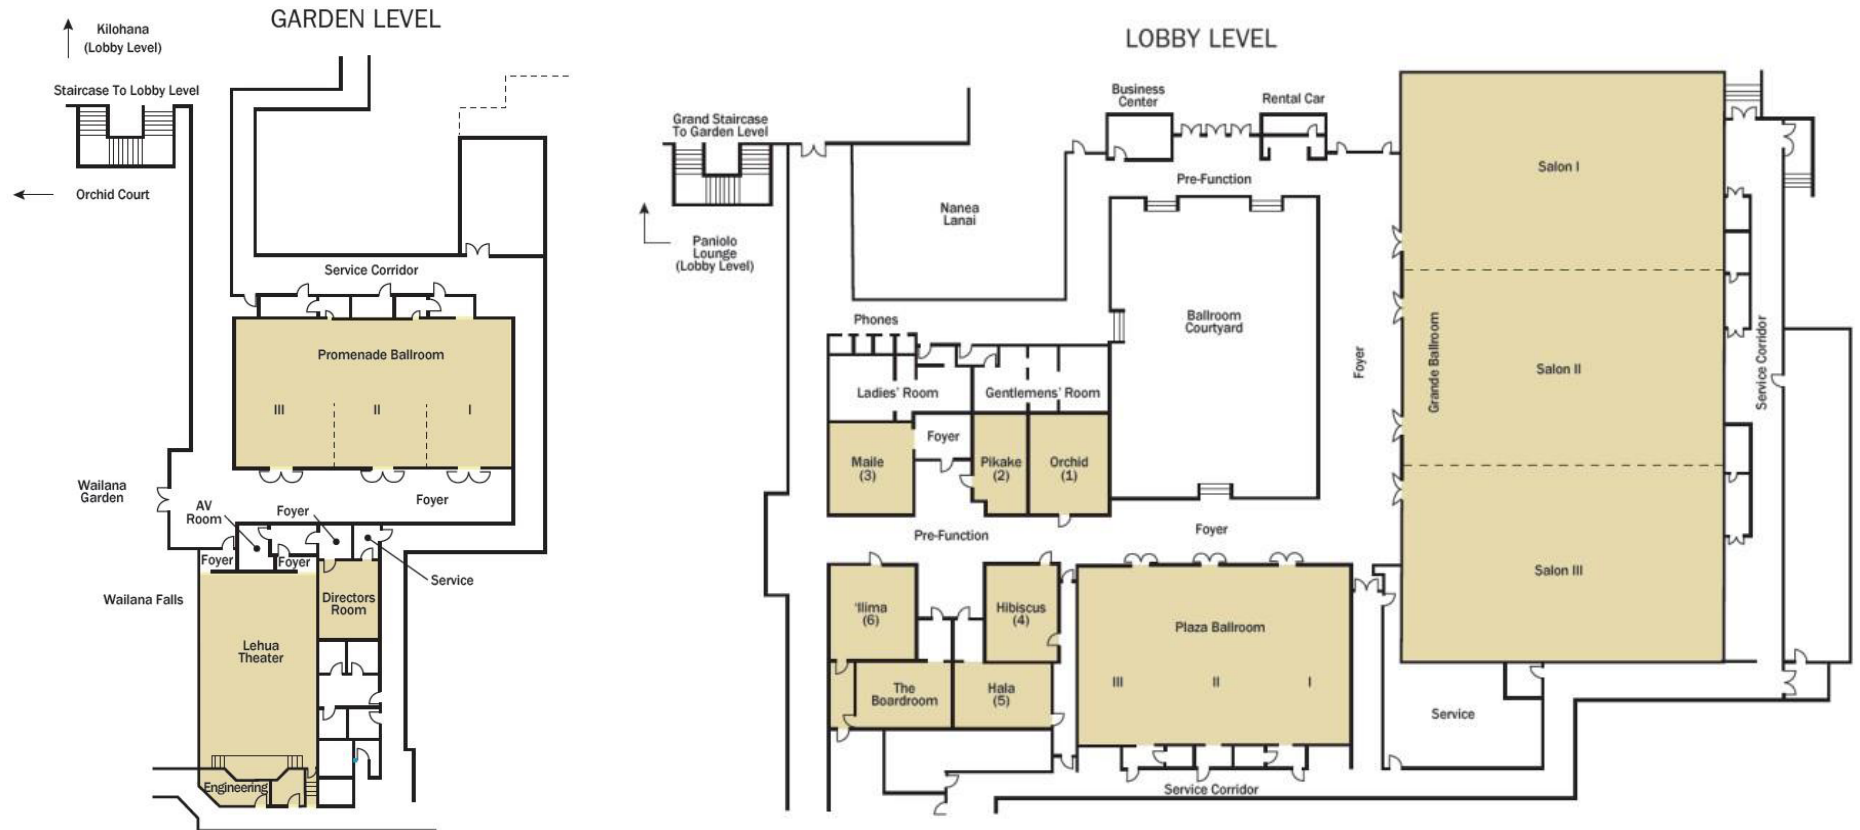 GARDEN LEVEL
Kilohana
(Lobby Level)
Staircase To Lobby Level
Orchid Court
Service Corridor
Promenade Ballroom
III
II
I
Wailana
Garden
Foyer
AV
Room
Foyer
Foyer
Foyer
Service
Wailana Falls
Directors
Room
Lehua
Theater
Engineering
LOBBY LEVEL
Business
Center
Rental Car
Grand Staircase
To Garden Level
Pre-Function
Salon I
Nanea
Lanai
Paniolo
Lounge
(Lobby Level)
Phones
Ballroom
Courtyard
Foyer
Grande Ballroom
Salon II
Service Corridor
Ladies' Room
Gentlemens' Room
Foyer
Maile
(3)
Pikake
(2)
Orchid
(1)
Pre-Function
Foyer
Salon III
'Ilima
(6)
Hibiscus
(4)
Plaza Ballroom
III
II
I
The
Boardroom
Hala
(5)
Service
Service Corridor